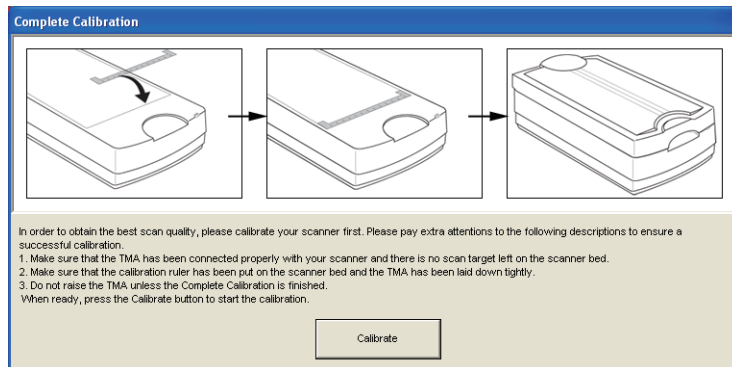 Complete Calibration
In order to obtain the best scan quality, please calibrate your scanner first. Please pay extra attentions to the following descriptions to ensure a
successful calibration.
1. Make sure that the TMA has been connected properly with your scanner and there is no scan target left on the scanner bed.
2. Make sure that the calibration ruler has been put on the scanner bed and the TMA has been laid down tightly.
3. Do not raise the TMA unless the Complete Calibration is finished.
When ready, press the Calibrate button to start the calibration.
Calibrate